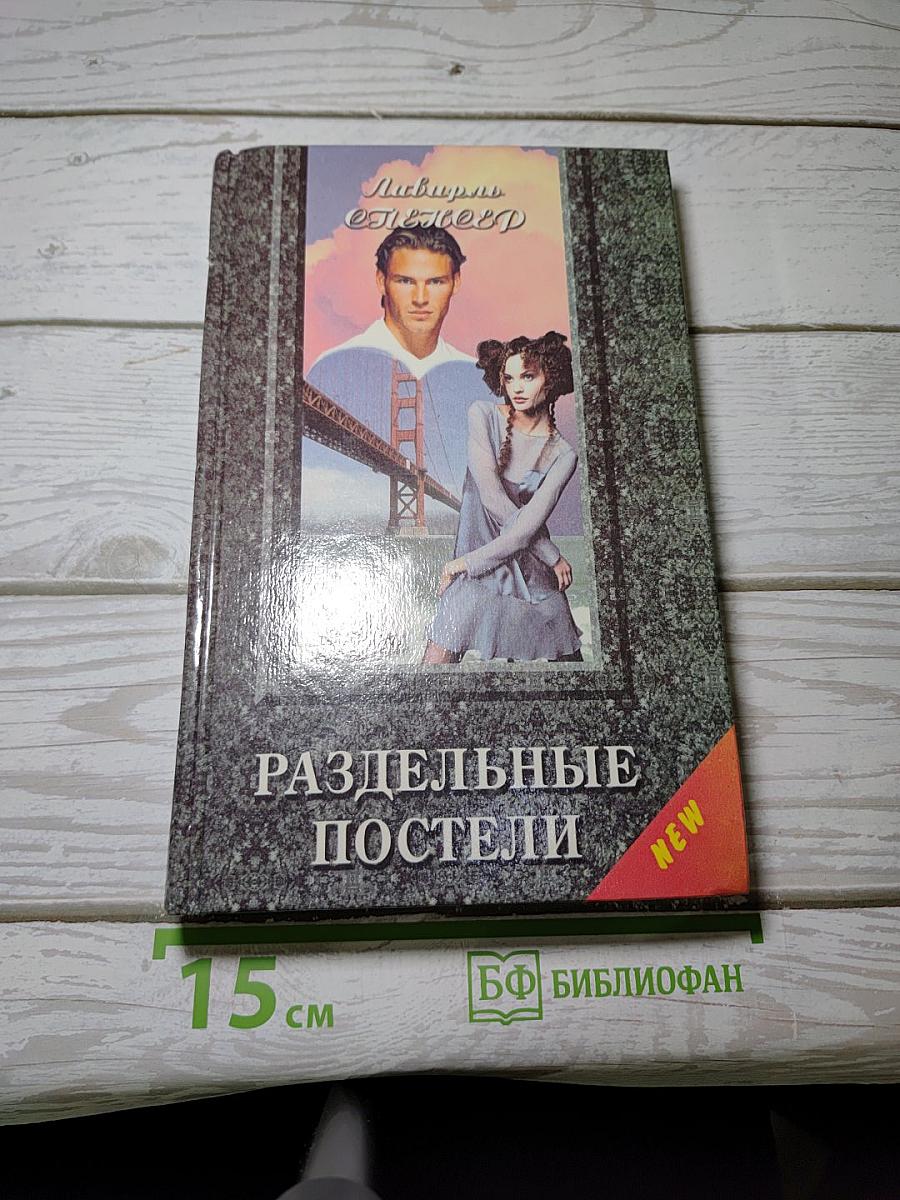 Лавирль
СПЕНСЕР
РАЗДЕЛЬНЫЕ
ПОСТЕЛИ
NEW
15 см
БФ БИБЛИОФАН